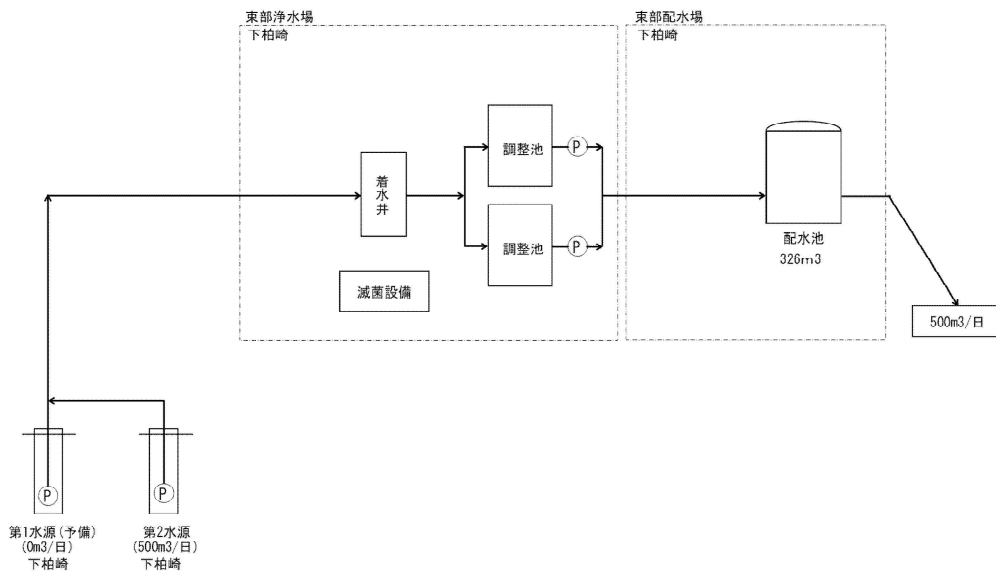 東部浄水場
下柏崎
東部配水場
下柏崎
着水井
調整池
P
調整池
P
滅菌設備
配水池
326m3
500m3/日
P
P
第1水源(予備)
(0m3/日)
下柏崎
第2水源
(500m3/日)
下柏崎